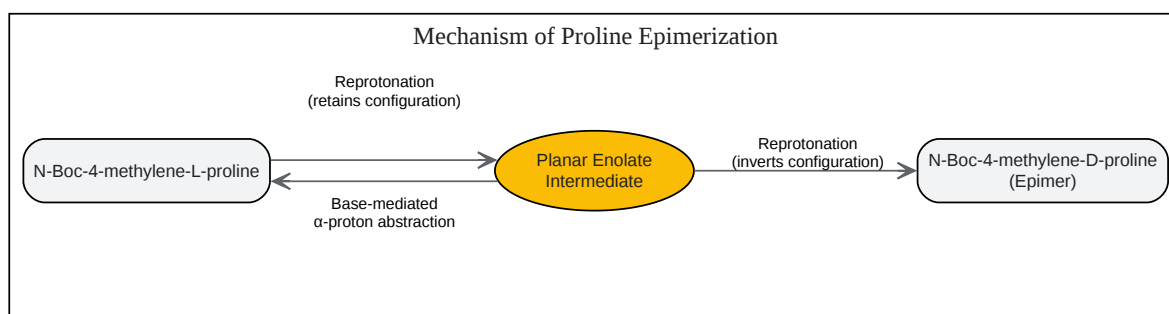 Mechanism of Proline Epimerization
Reprotonation
(retains configuration)
N-Boc-4-methylene-L-proline
Base-mediated
α-proton abstraction
Planar Enolate
Intermediate
Reprotonation
(inverts configuration)
N-Boc-4-methylene-D-proline
(Epimer)